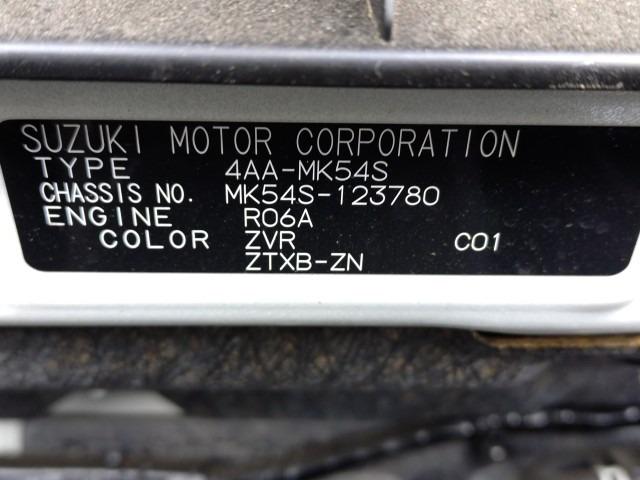 SUZUKI MOTOR CORPORATION
TYPE 4AA-MK54S
CHASSIS NO. MK54S-123780
ENGINE R06A
COLOR ZVR C01
ZTXB-ZN